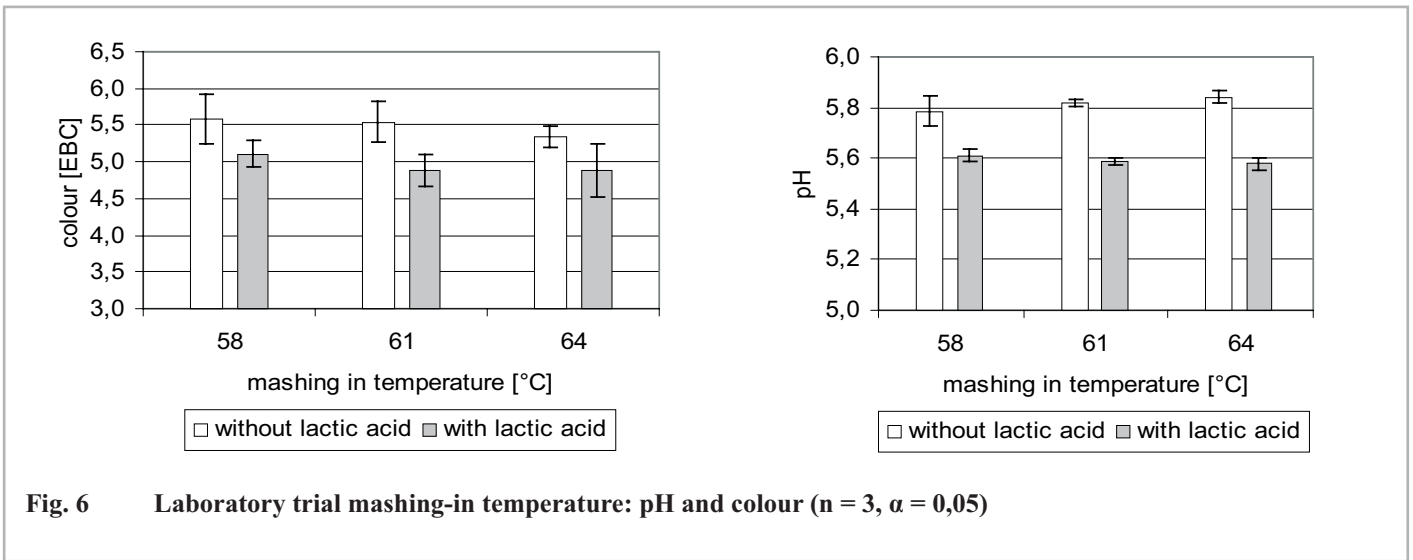 6,5
6,0
5,5
5,0
4,5
4,0
3,5
3,0
colour [EBC]
58 61 64
mashing in temperature [°C]
without lactic acid with lactic acid
6,0
5,8
5,6
5,4
5,2
5,0
pH
58 61 64
mashing in temperature [°C]
without lactic acid with lactic acid
Fig. 6 Laboratory trial mashing-in temperature: pH and colour (n = 3, α = 0,05)